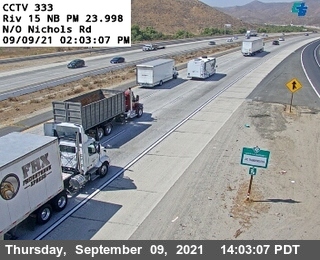 CCTV 333
Riv 15 NB PM 23.998
N/O Nichols Rd
09/09/21 02:03:07 PM
FHX
Thursday, September 09, 2021 14:03:07 PDT